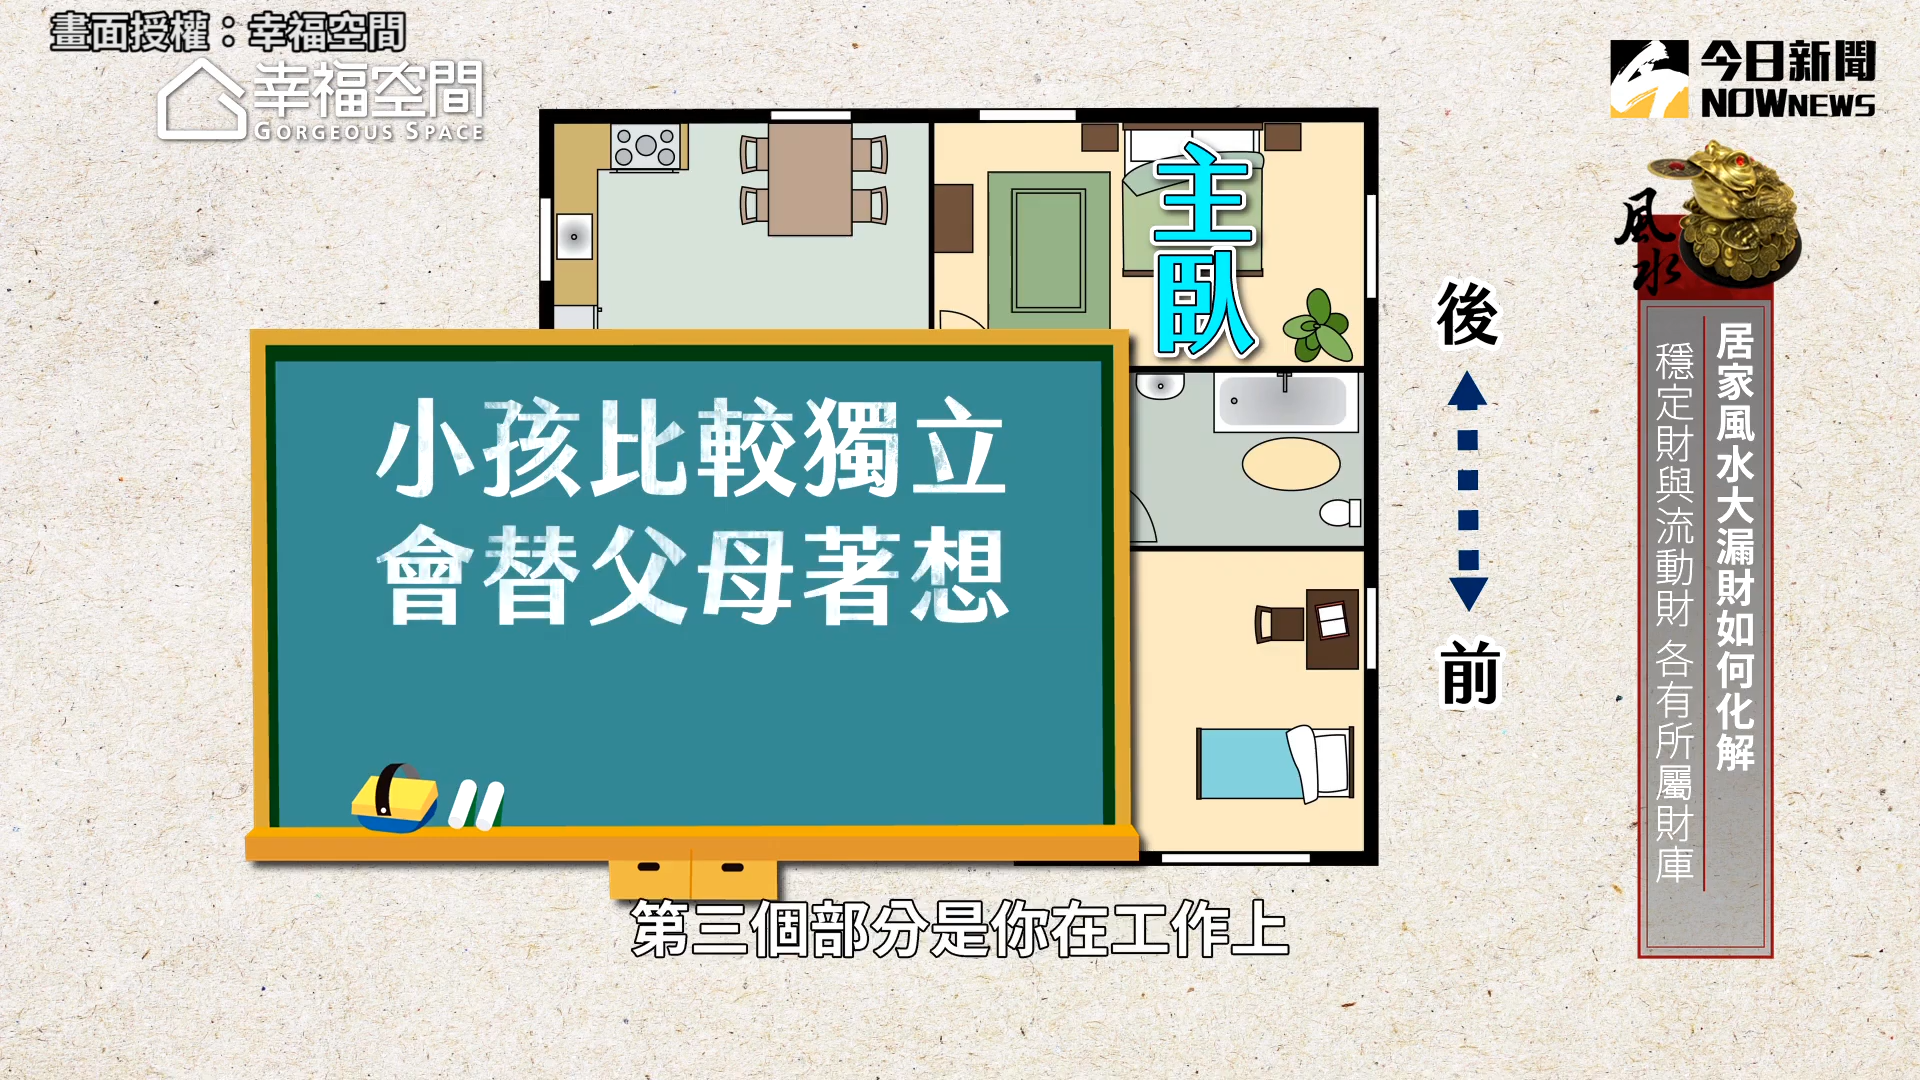 畫面授權：幸福空間
幸福空間
GORGEOUS SPACE
今日新聞
NOWNEWS
風水
居家風水大漏財如何化解
穩定財與流動財 各有所屬財庫
主臥
後
前
小孩比較獨立
會替父母著想
第三個部分是你在工作上